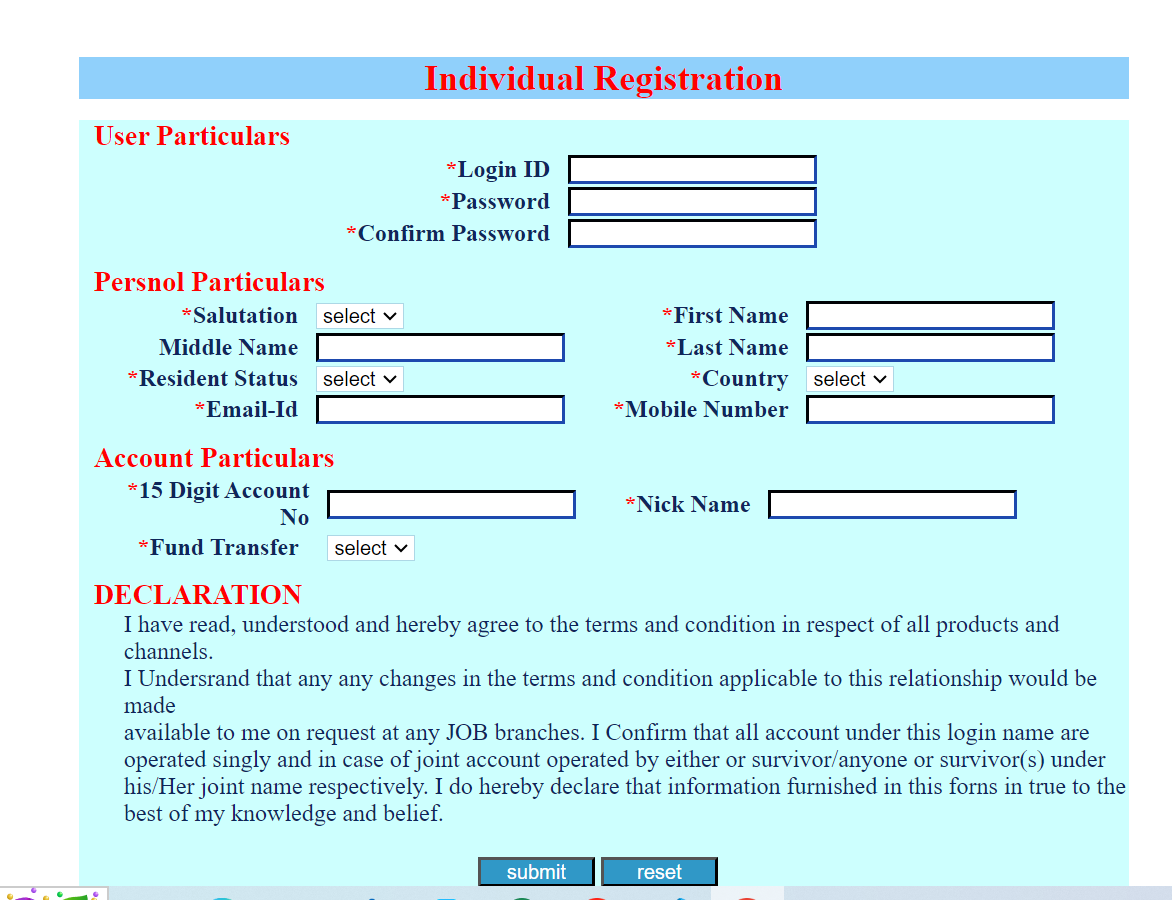 Individual Registration
User Particulars
*Login ID
*Password
*Confirm Password
Persnol Particulars
*Salutation select *First Name
Middle Name *Last Name
*Resident Status select *Country select
*Email-Id *Mobile Number
Account Particulars
*15 Digit Account
No *Nick Name
*Fund Transfer select
DECLARATION
I have read, understood and hereby agree to the terms and condition in respect of all products and
channels.
I Undersrand that any any changes in the terms and condition applicable to this relationship would be
made
available to me on request at any JOB branches. I Confirm that all account under this login name are
operated singly and in case of joint account operated by either or survivor/anyone or survivor(s) under
his/Her joint name respectively. I do hereby declare that information furnished in this forns in true to the
best of my knowledge and belief.
submit reset